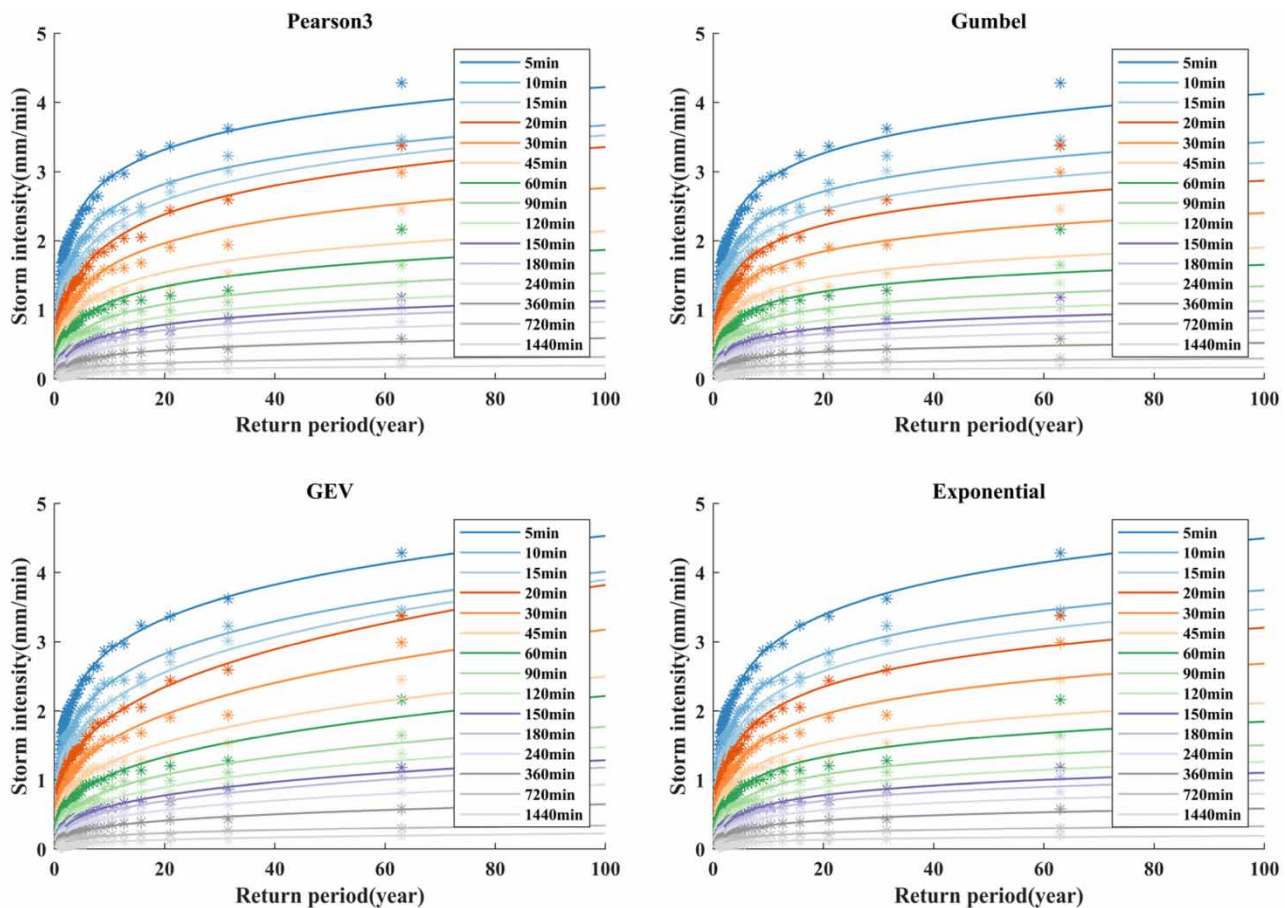 Pearson3
Storm intensity(mm/min)
5
4
3
2
1
0
5min
10min
15min
20min
30min
45min
60min
90min
120min
150min
180min
240min
360min
720min
1440min
0 20 40 60 80 100
Return period(year)
Gumbel
Storm intensity(mm/min)
5
4
3
2
1
0
5min
10min
15min
20min
30min
45min
60min
90min
120min
150min
180min
240min
360min
720min
1440min
0 20 40 60 80 100
Return period(year)
GEV
Storm intensity(mm/min)
5
4
3
2
1
0
5min
10min
15min
20min
30min
45min
60min
90min
120min
150min
180min
240min
360min
720min
1440min
0 20 40 60 80 100
Return period(year)
Exponential
Storm intensity(mm/min)
5
4
3
2
1
0
5min
10min
15min
20min
30min
45min
60min
90min
120min
150min
180min
240min
360min
720min
1440min
0 20 40 60 80 100
Return period(year)